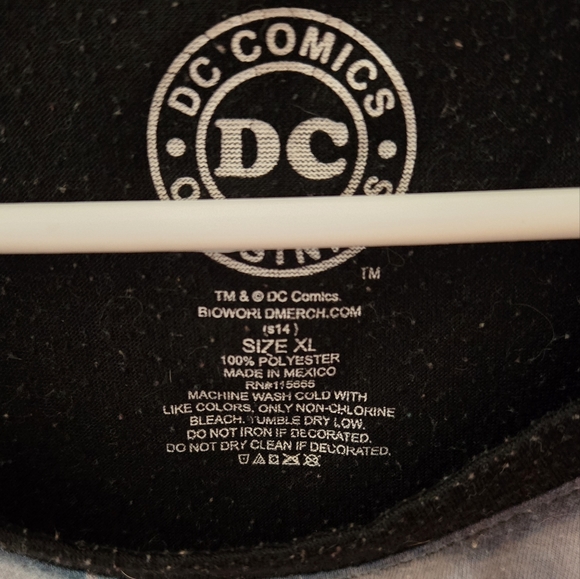 DC COMICS
DC
TM
TM & © DC Comics.
BIOWORLDMERCH.COM
(s14)
SIZE XL
100% POLYESTER
MADE IN MEXICO
RN#115665
MACHINE WASH COLD WITH
LIKE COLORS, ONLY NON-CHLORINE
BLEACH. TUMBLE DRY LOW.
DO NOT IRON IF DECORATED.
DO NOT DRY CLEAN IF DECORATED.